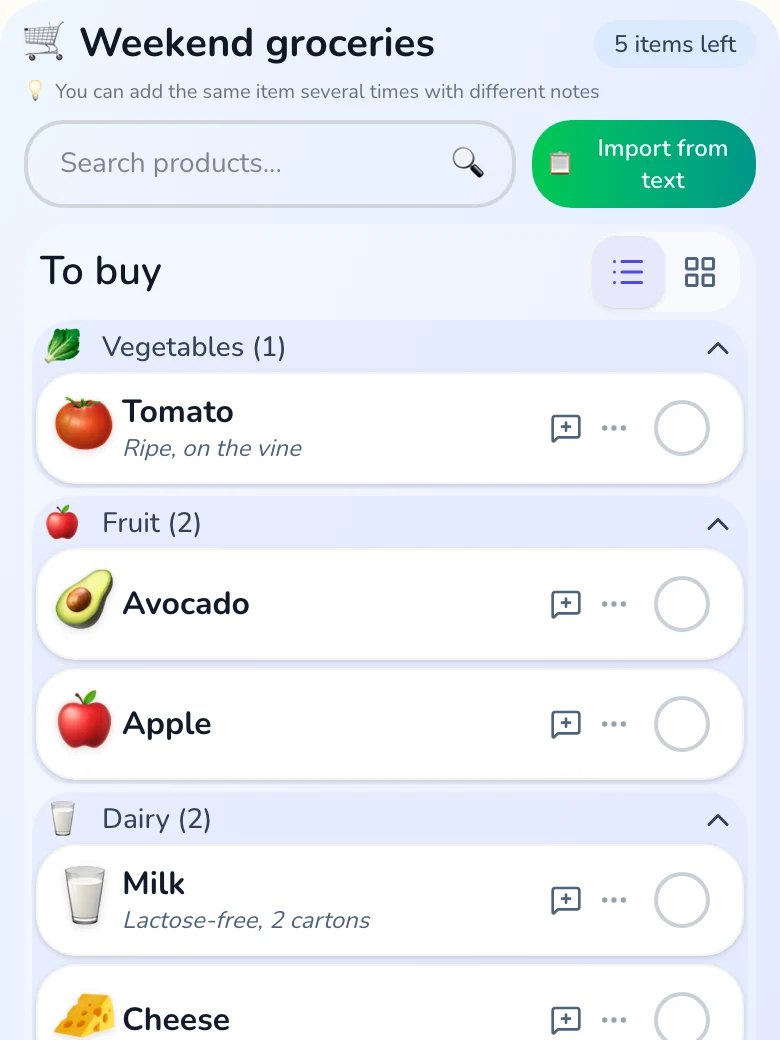 Weekend groceries
5 items left
You can add the same item several times with different notes
Search products...
Import from
text
To buy
Vegetables (1)
Tomato
Ripe, on the vine
Fruit (2)
Avocado
Apple
Dairy (2)
Milk
Lactose-free, 2 cartons
Cheese